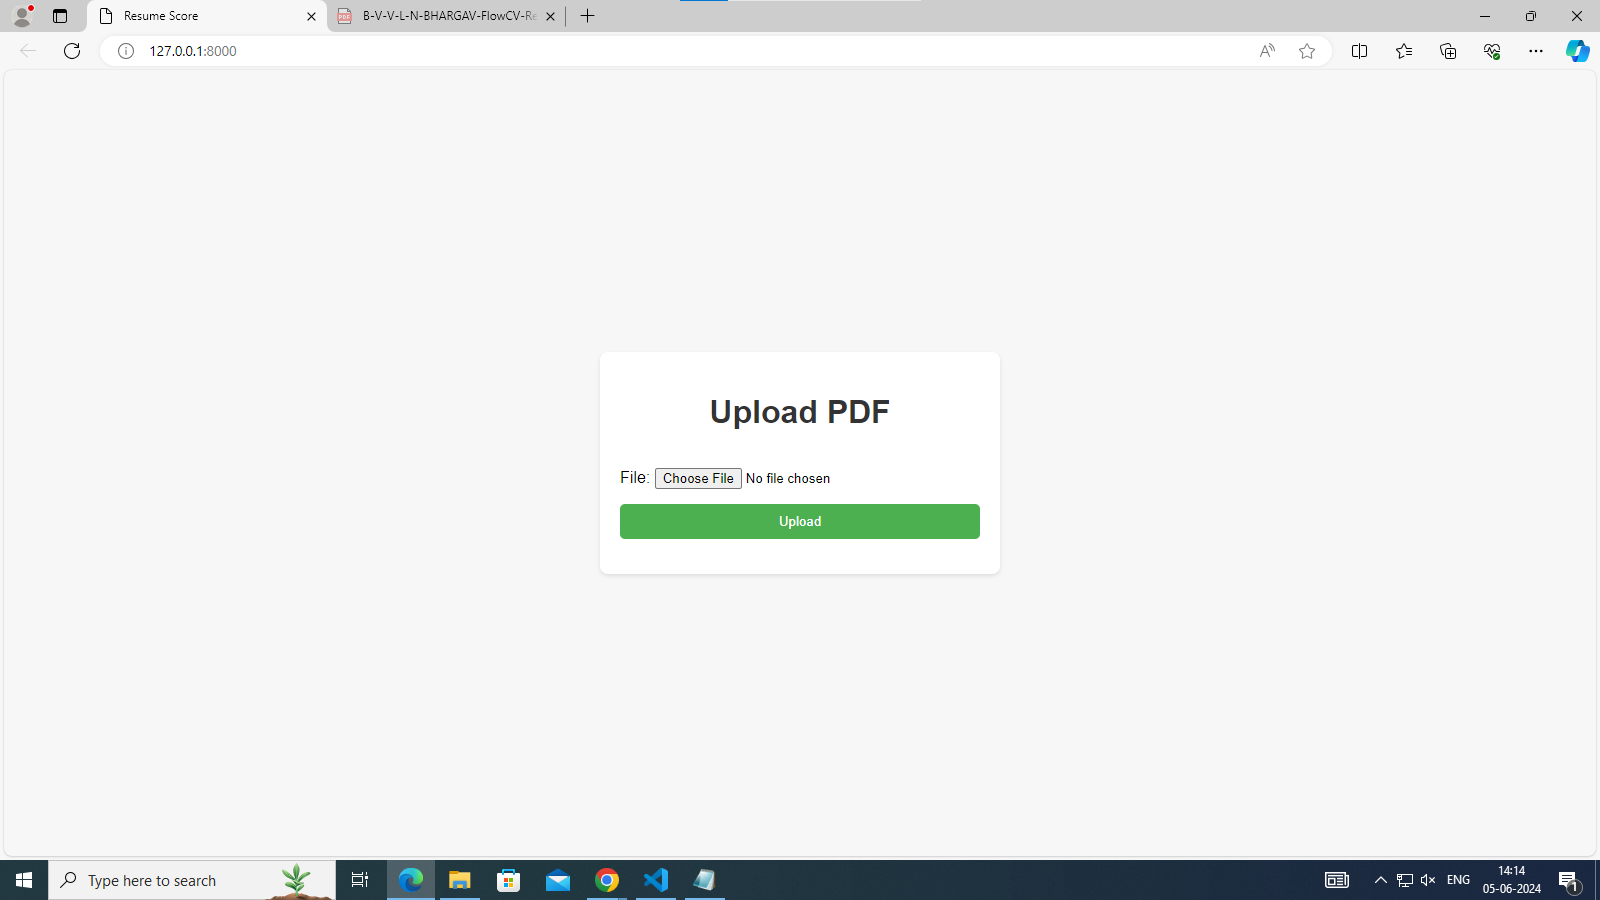 Resume Score
B-V-V-L-N-BHARGAV-FlowCV-Re
127.0.0.1:8000
Upload PDF
File: Choose File No file chosen
Upload
Type here to search
ENG
14:14
05-06-2024
1